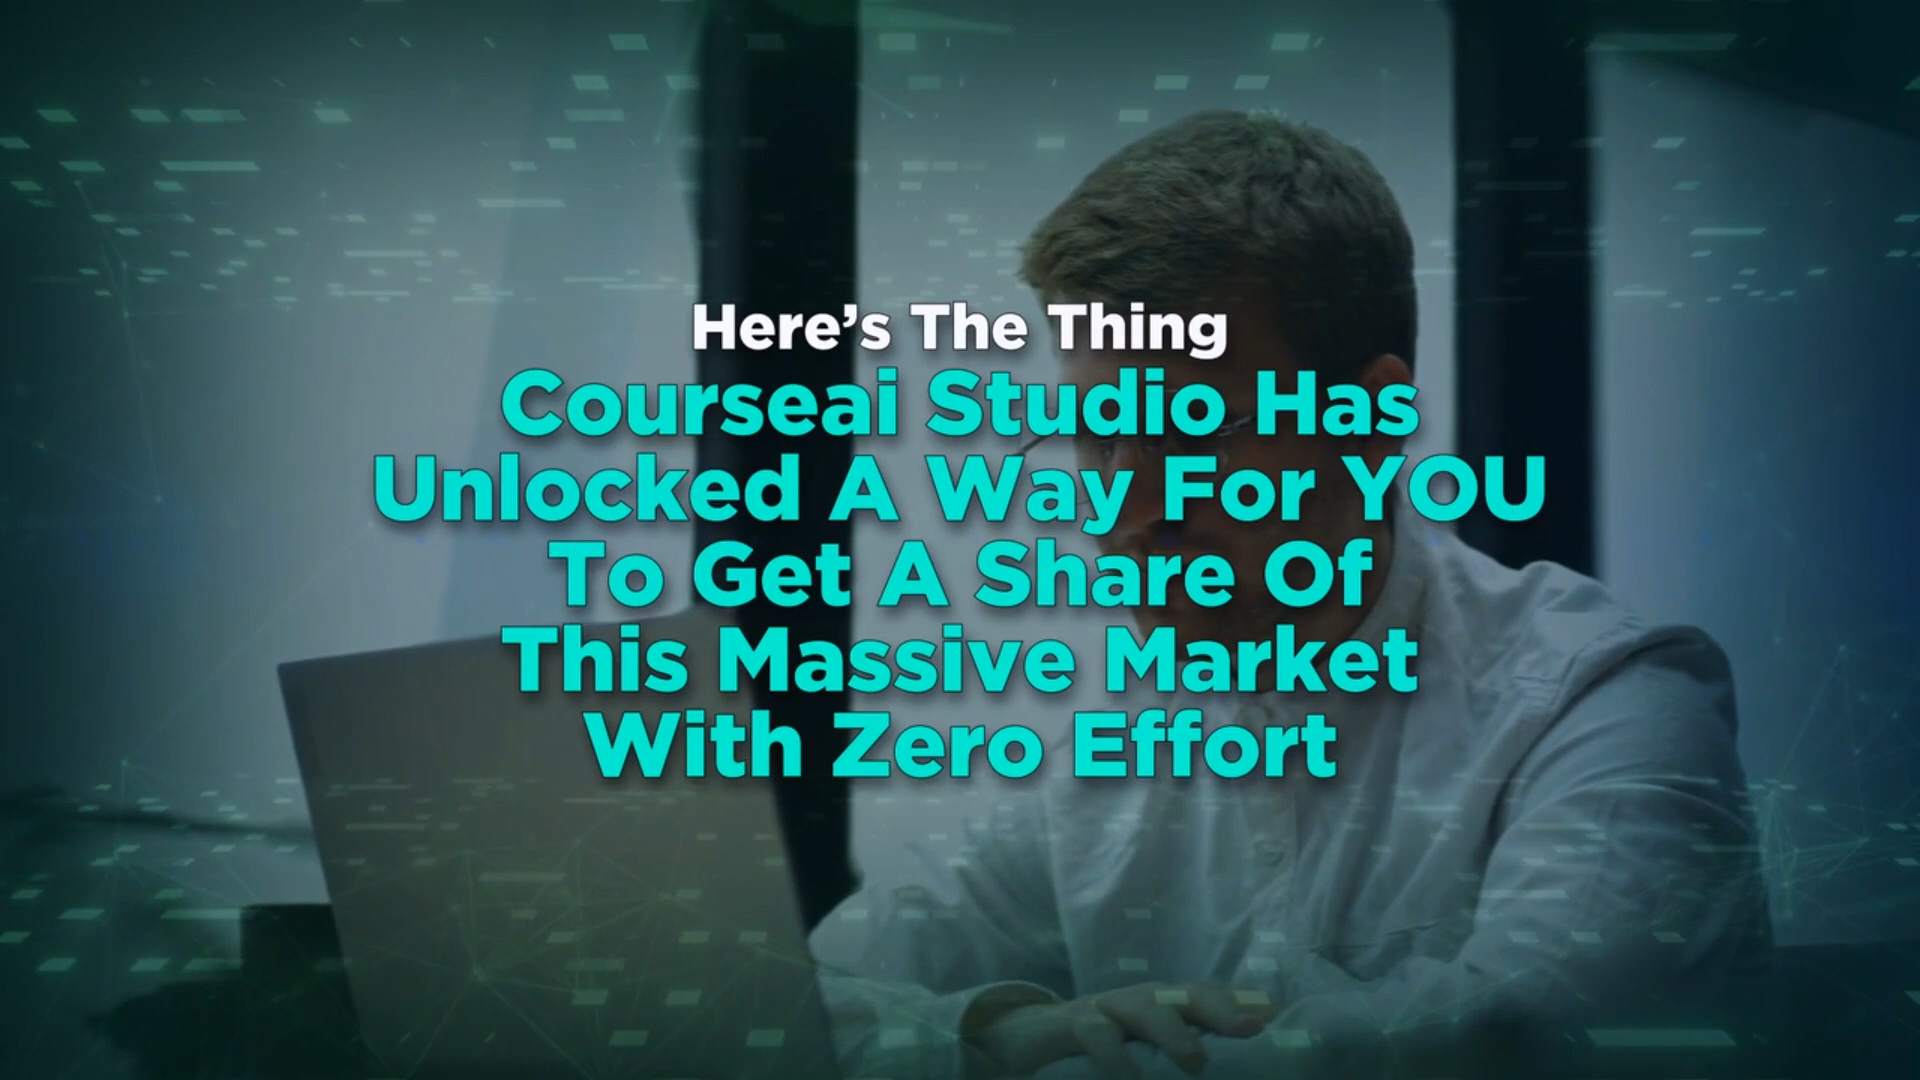 Here's The Thing
Courseai Studio Has
Unlocked A Way For YOU
To Get A Share Of
This Massive Market
With Zero Effort